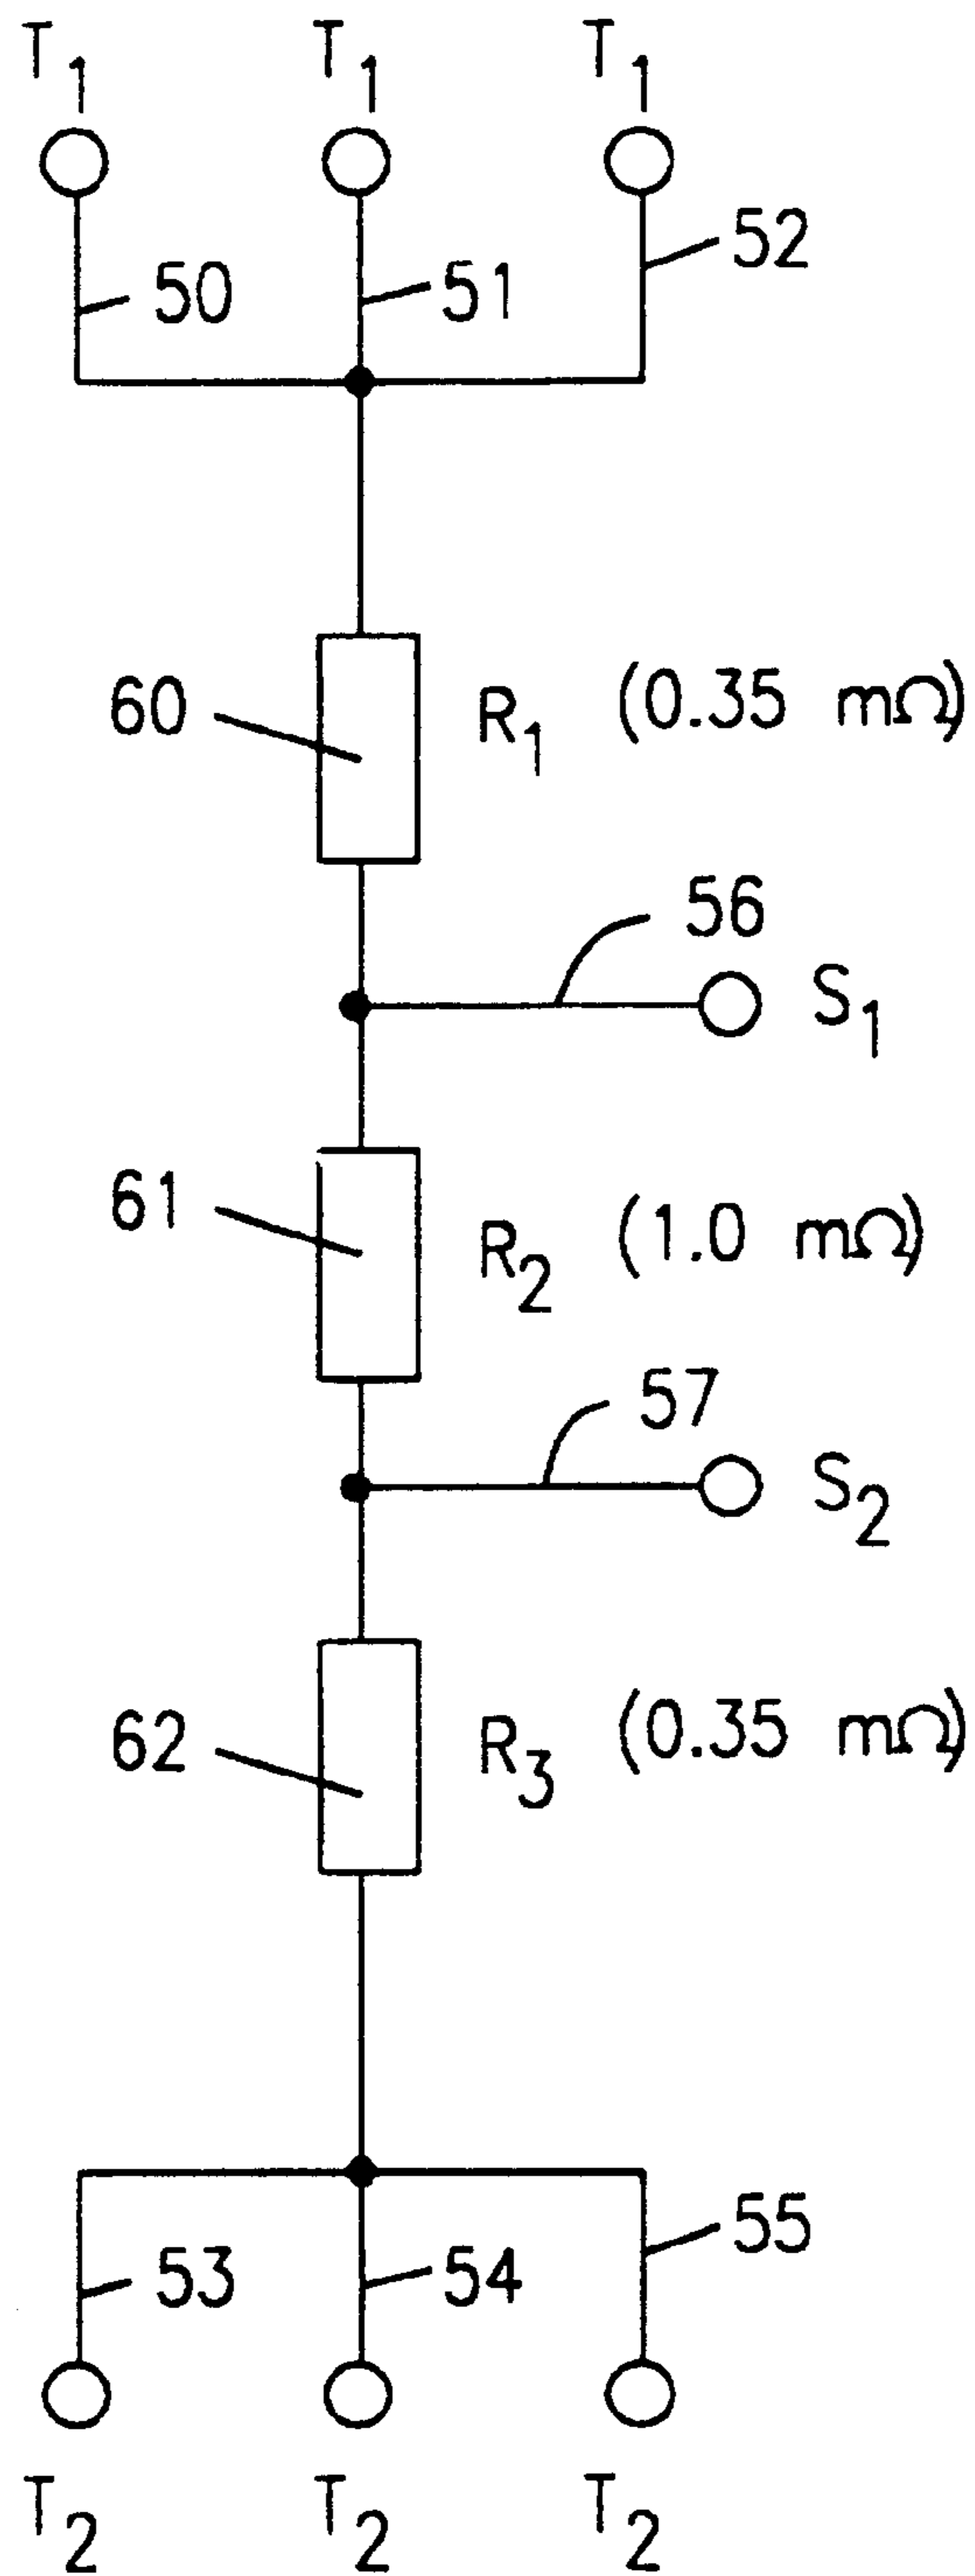 T1 T1 T1
50 51 52
60 R1 (0.35 mΩ)
56
S1
61 R2 (1.0 mΩ)
57
S2
62 R3 (0.35 mΩ)
53 54 55
T2 T2 T2